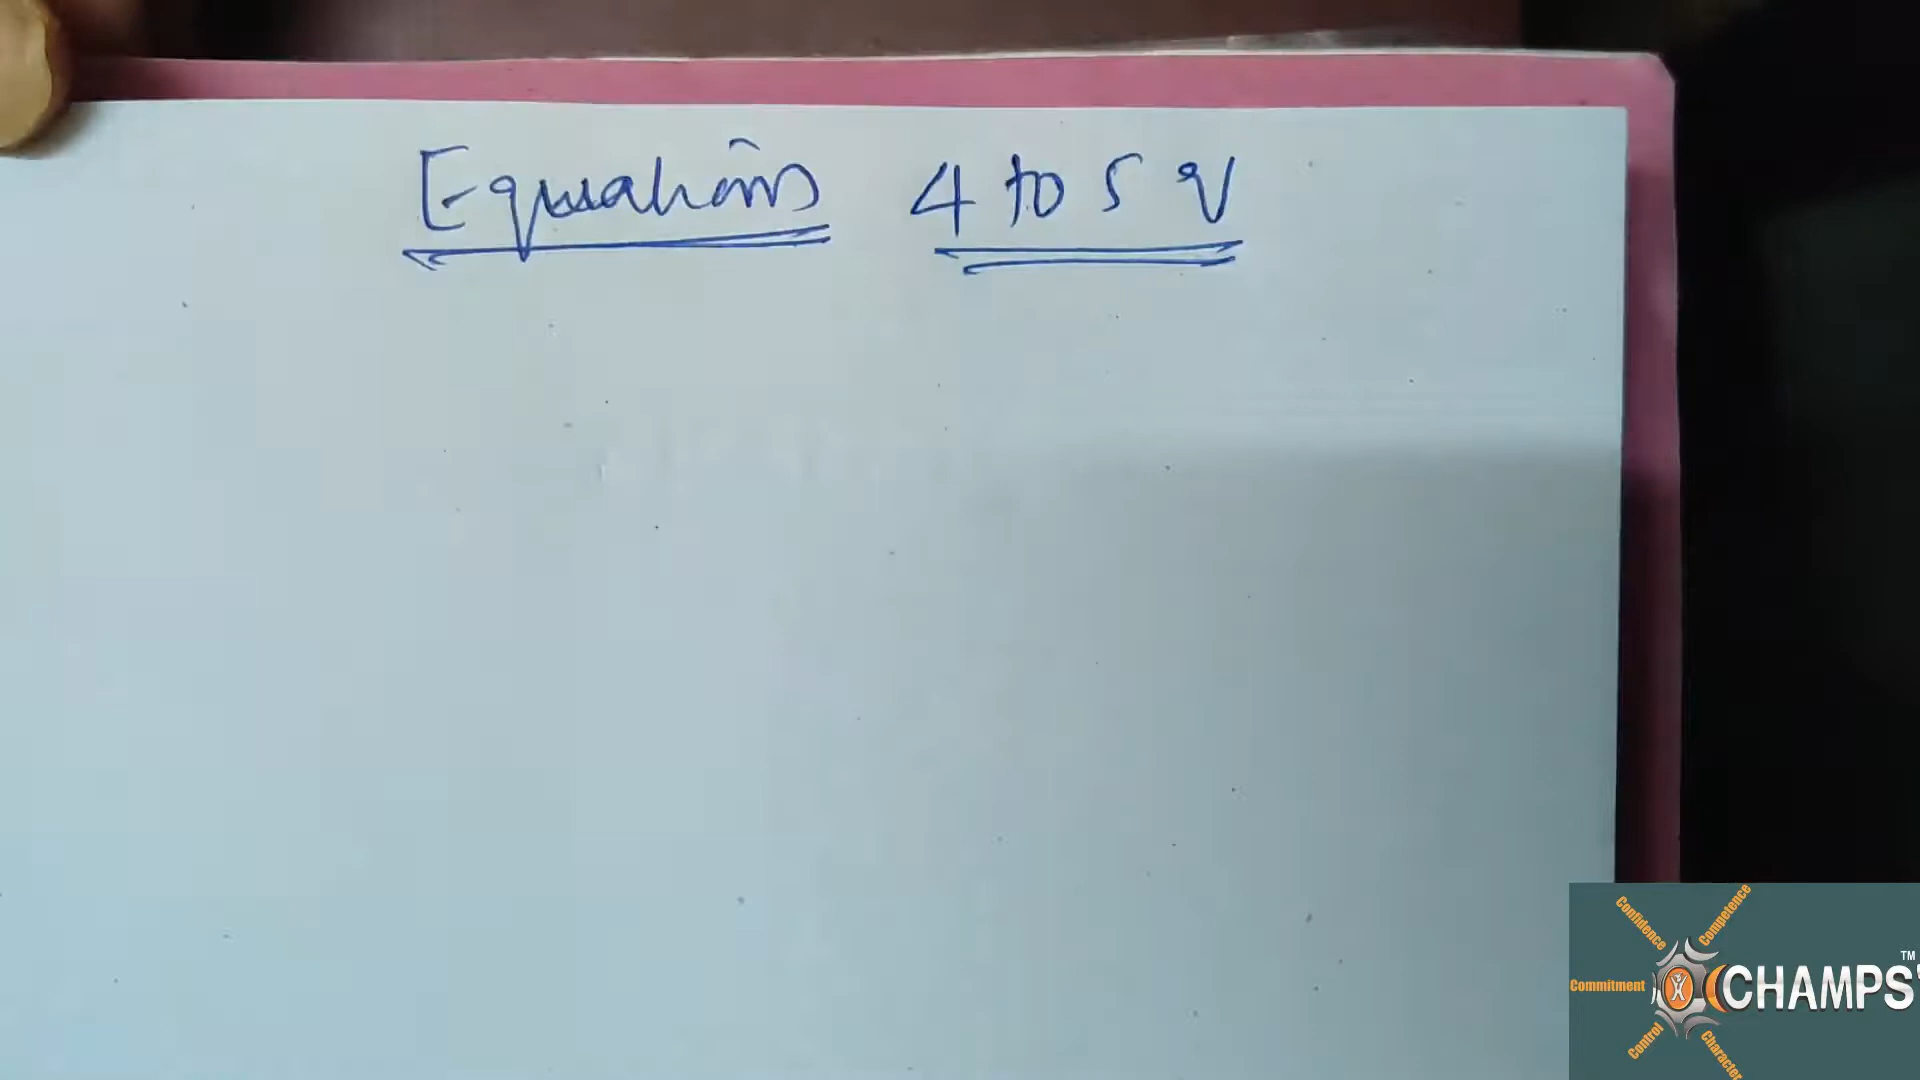 Equations 4 to 5 q
Confidence
Competence
Commitment
CHAMPS
TM
Control
Character